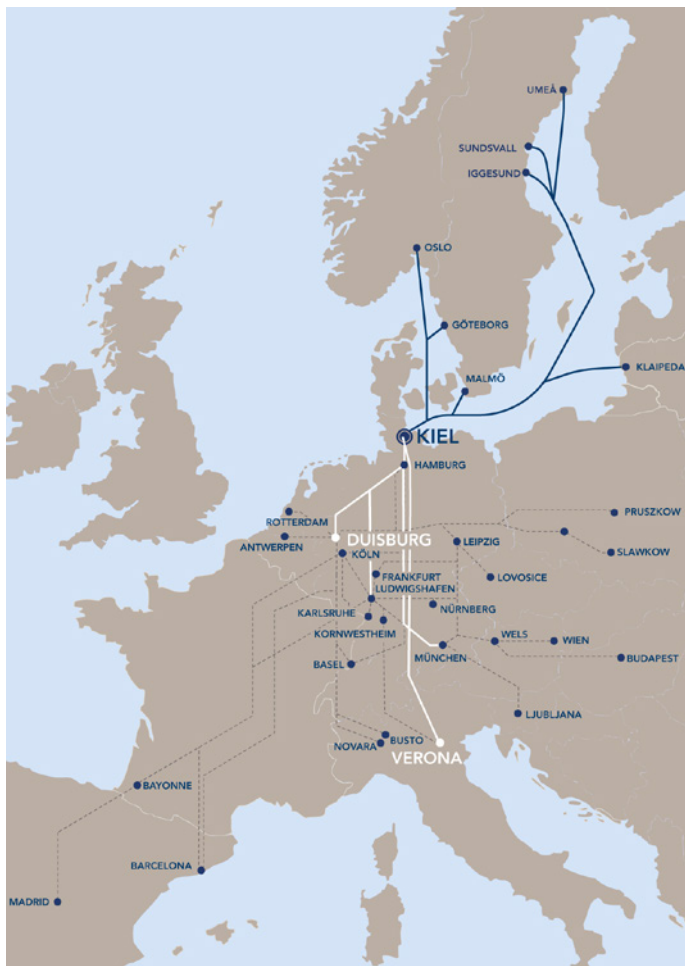 UMEÅ
SUNDSVALL
IGGESUND
OSLO
GÖTEBORG
KLAIPEDA
MALMÖ
KIEL
HAMBURG
ROTTERDAM
PRUSZKOW
ANTWERPEN
DUISBURG
LEIPZIG
KÖLN
SLAWKOW
FRANKFURT
LOVOSICE
LUDWIGSHAFEN
NÜRNBERG
KARLSRUHE
KORNWESTHEIM
WELS
WIEN
MÜNCHEN
BUDAPEST
BASEL
LJUBLJANA
BUSTO
NOVARA
VERONA
BAYONNE
BARCELONA
MADRID